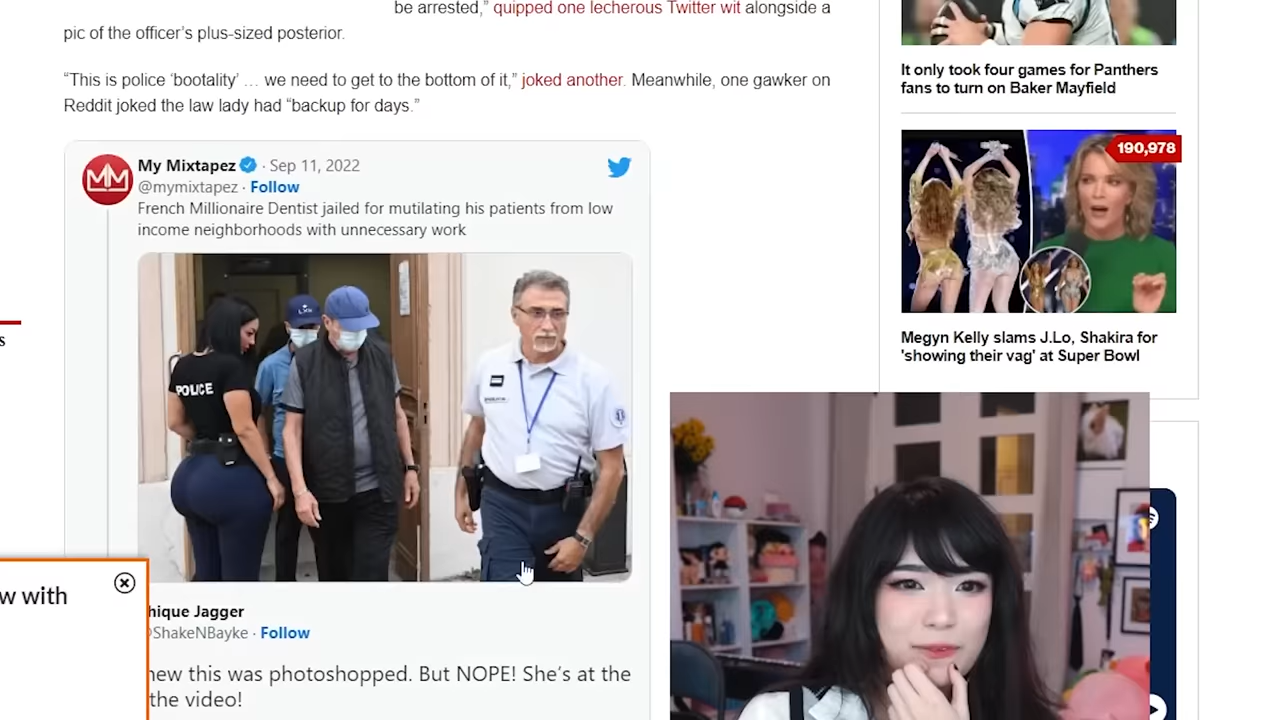 be arrested,” quipped one lecherous Twitter wit alongside a
pic of the officer’s plus-sized posterior.
“This is police ‘bootality’ … we need to get to the bottom of it,” joked another. Meanwhile, one gawker on
Reddit joked the law lady had “backup for days.”
My Mixtapez · Sep 11, 2022
@mymixtapez · Follow
French Millionaire Dentist jailed for mutilating his patients from low
income neighborhoods with unnecessary work
POLICE
hique Jagger
@ShakeNBayke · Follow
new this was photoshopped. But NOPE! She’s at the
the video!
w with
s
It only took four games for Panthers
fans to turn on Baker Mayfield
190,978
Megyn Kelly slams J.Lo, Shakira for
'showing their vag' at Super Bowl